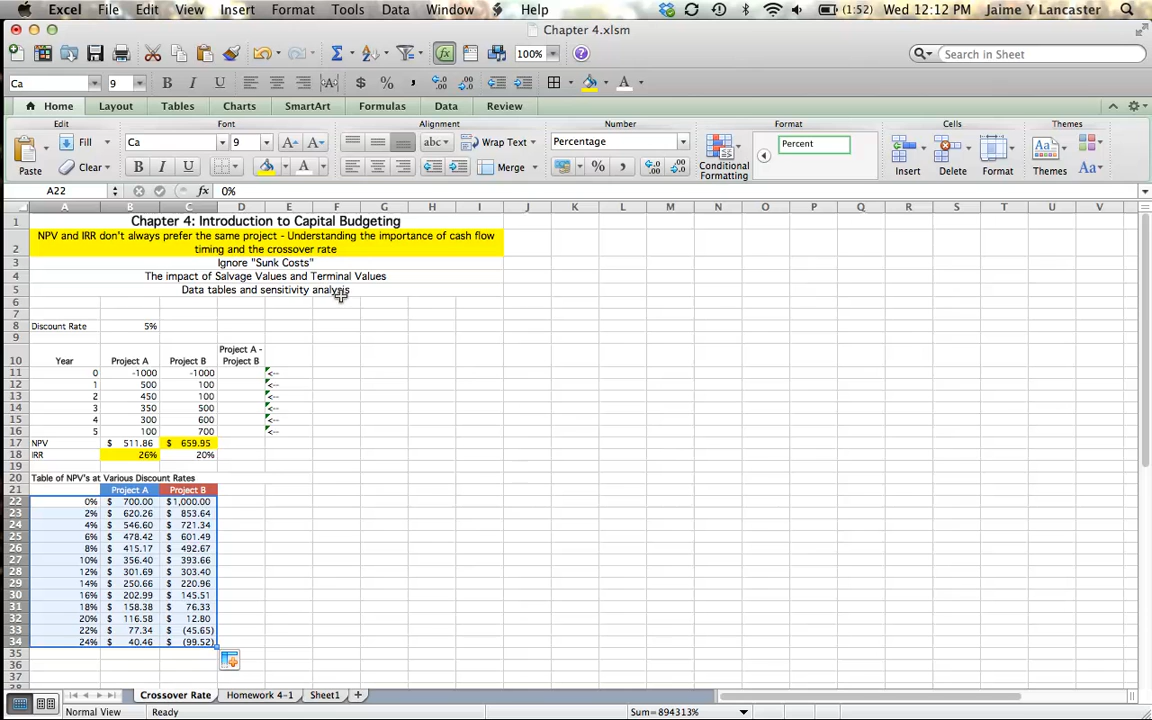 Excel File Edit View Insert Format Tools Data Window Help (1:52) Wed 12:12 PM Jaime Y Lancaster
Chapter 4.xlsm
100% Search in Sheet
Ca 9
Home Layout Tables Charts SmartArt Formulas Data Review
Edit Font Alignment Number Format Cells Themes
Paste Fill Clear Ca 9 abc Wrap Text Merge Percentage Conditional Formatting Percent Insert Delete Format Themes Aa
A22 fx 0%
A B C D E F G H I J K L M N O P Q R S T U V
1 Chapter 4: Introduction to Capital Budgeting
NPV and IRR don't always prefer the same project - Understanding the importance of cash flow
2 timing and the crossover rate
3 Ignore "Sunk Costs"
4 The impact of Salvage Values and Terminal Values
5 Data tables and sensitivity analysis
6
7
8 Discount Rate 5%
9
Project A -
10 Year Project A Project B Project B
11 0 -1000 -1000 <--
12 1 500 100 <--
13 2 450 100 <--
14 3 350 500 <--
15 4 300 600 <--
16 5 100 700 <--
17 NPV $ 511.86 $ 659.95
18 IRR 26% 20%
19
20 Table of NPV's at Various Discount Rates
21 Project A Project B
22 0% $ 700.00 $ 1,000.00
23 2% $ 620.26 $ 853.64
24 4% $ 546.60 $ 721.34
25 6% $ 478.42 $ 601.49
26 8% $ 415.17 $ 492.67
27 10% $ 356.40 $ 393.66
28 12% $ 301.69 $ 303.40
29 14% $ 250.66 $ 220.96
30 16% $ 202.99 $ 145.51
31 18% $ 158.38 $ 76.33
32 20% $ 116.58 $ 12.80
33 22% $ 77.34 $ (45.65)
34 24% $ 40.46 $ (99.52)
35
36
37
38
Crossover Rate Homework 4-1 Sheet1
Normal View Ready Sum=894313%